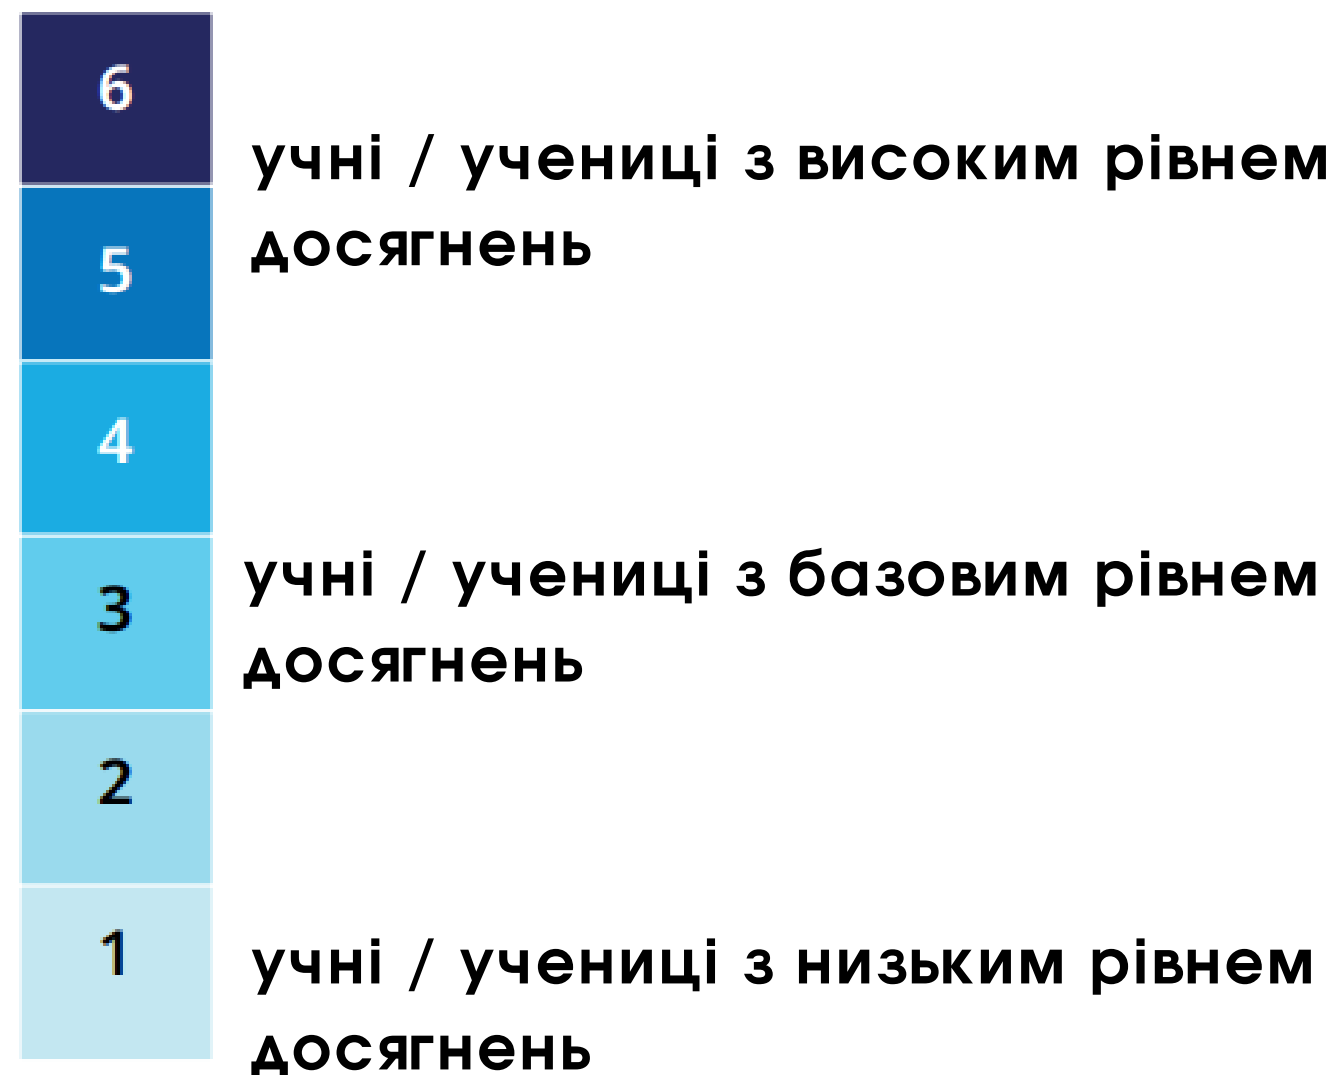 6
учні / учениці з високим рівнем
досягнень
5
4
3
учні / учениці з базовим рівнем
досягнень
2
1
учні / учениці з низьким рівнем
досягнень